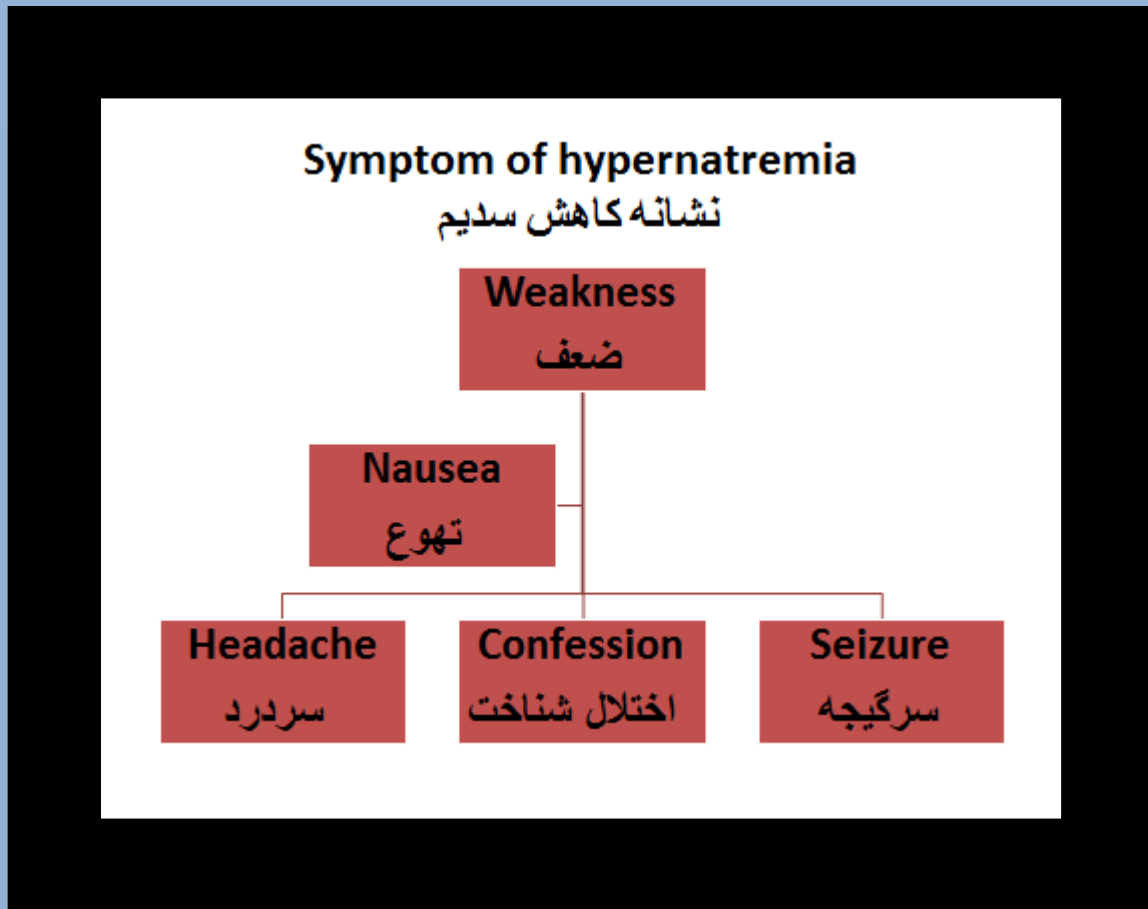 Symptom of hypernatremia
نشانه کاهش سدیم
Weakness
ضعف
Nausea
تهوع
Headache
سردرد
Confession
اختلال شناخت
Seizure
سرگیجه